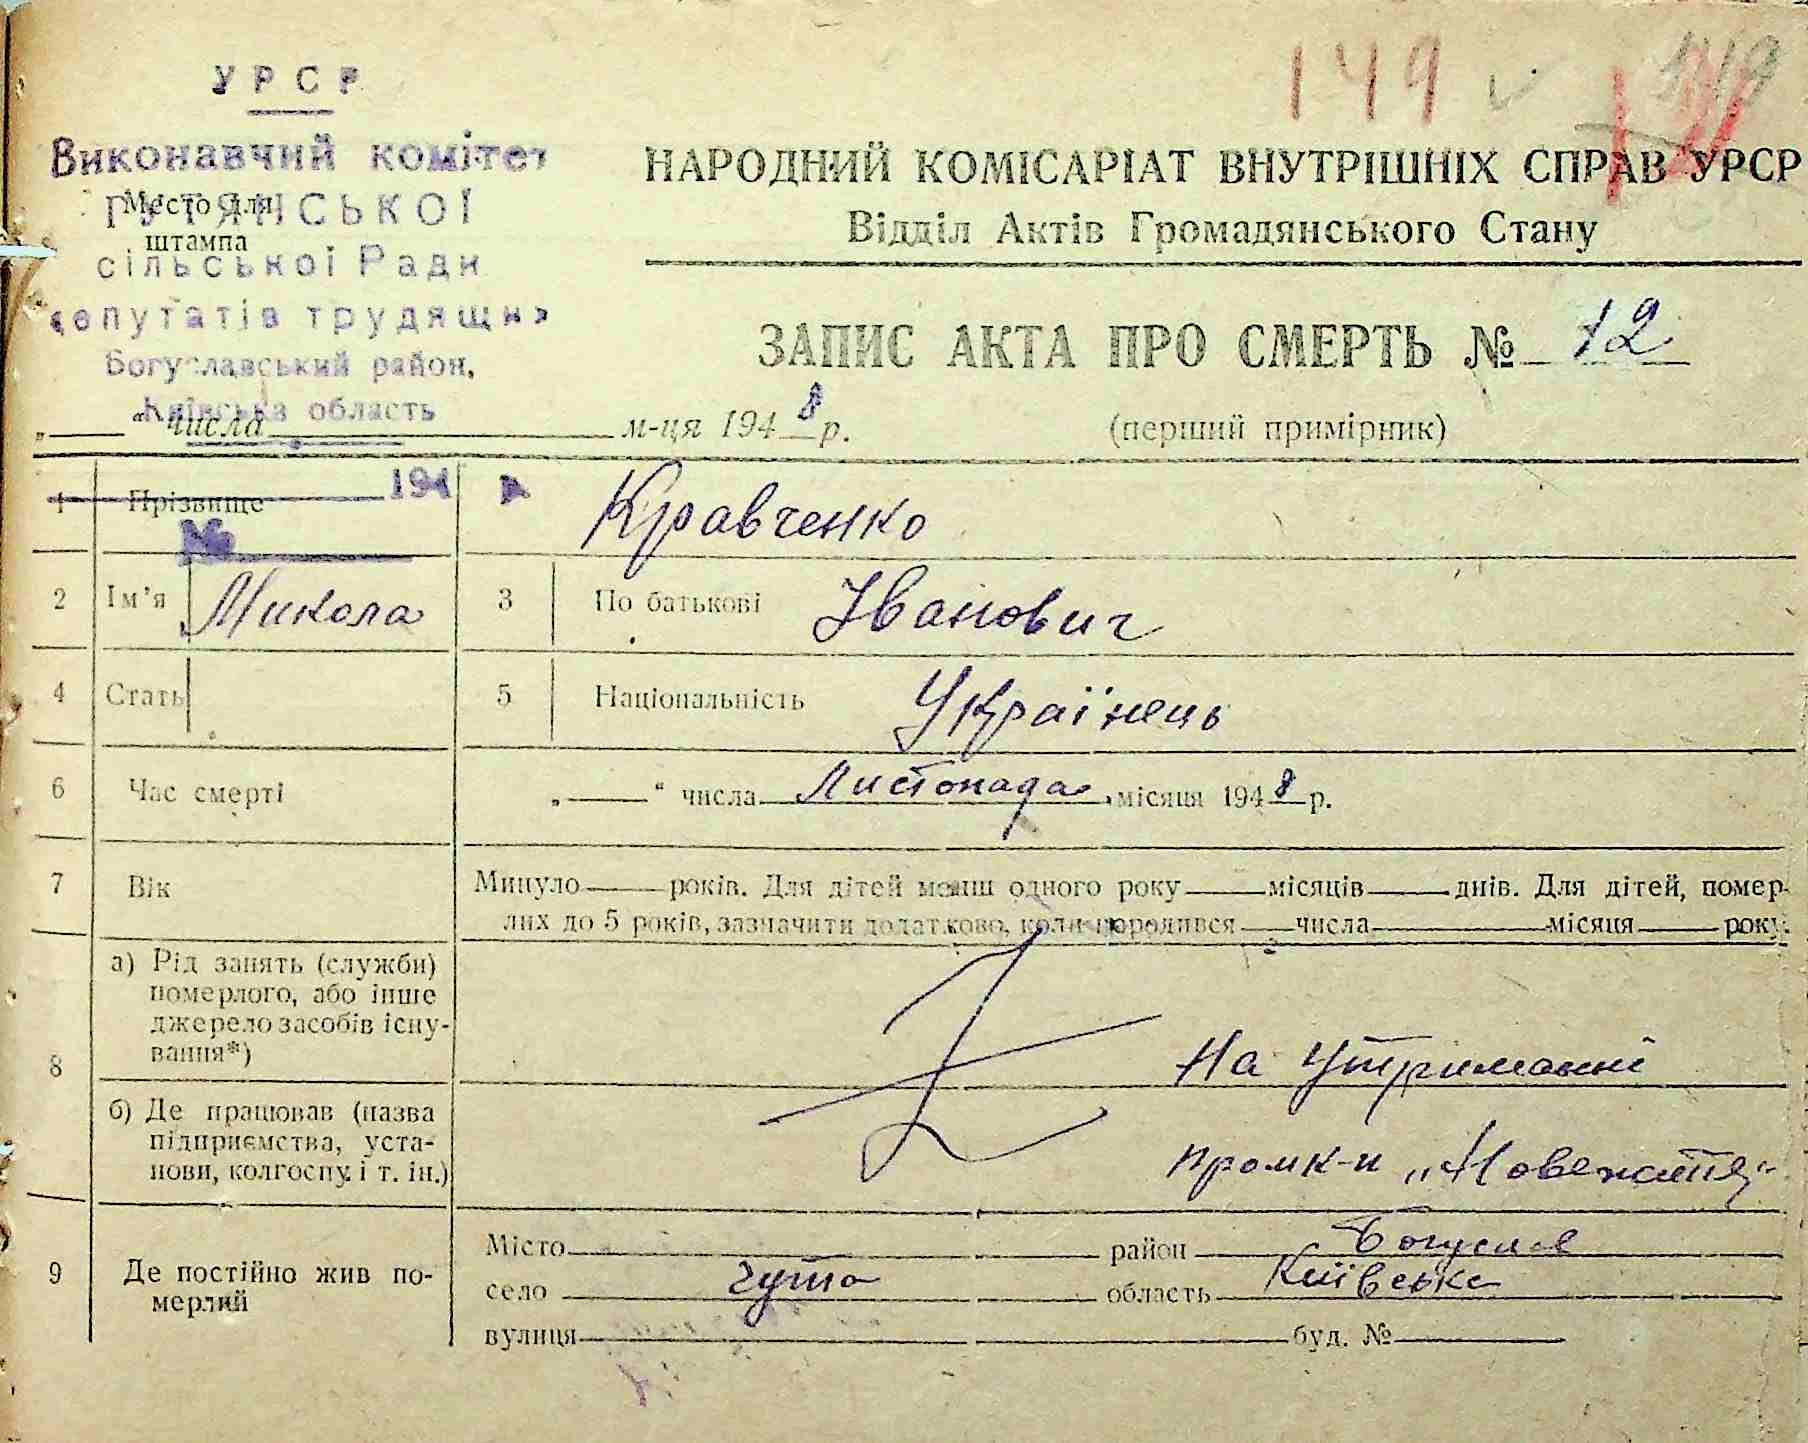 149 149
УРСР
Виконавчий комітет
ГУТЯНСЬКОЇ
Место для
штампа
сільської Ради
депутатів трудящих
Богуславський район,
Київська область
НАРОДНИЙ КОМІСАРІАТ ВНУТРІШНІХ СПРАВ УРСР
Відділ Актів Громадянського Стану
ЗАПИС АКТА ПРО СМЕРТЬ № 12
„ “ числа м-ця 1948 р.
(перший примірник)
194
№
1 Прізвище Кравченко
2 Ім’я Микола 3 По батькові Іванович
4 Стать 5 Національність Українець
6 Час смерті „ “ числа Листопада місяця 1948 р.
7 Вік Минуло років. Для дітей менш одного року місяців днів. Для дітей, помер-
лих до 5 років, зазначити додатково, коли народився числа місяця року
8 а) Рід занять (служби)
померлого, або інше
джерело засобів існу-
вання*)
На утриманні
б) Де працював (назва
підприємства, уста-
нови, колгоспу і т. ін.)
9 Де постійно жив по-
мерлий
Місто район Богуслав
село гута область Київська
вулиця буд. №